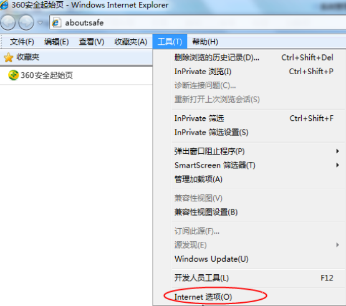 360安全起始页 - Windows Internet Explorer
aboutsafe
文件(F) 编辑(E) 查看(V) 收藏夹(A) 工具(T) 帮助(H)
收藏夹
360安全起始页
删除浏览的历史记录(D)... Ctrl+Shift+Del
InPrivate 浏览(I) Ctrl+Shift+P
诊断连接问题(C)...
重新打开上次浏览会话(S)
InPrivate 筛选 Ctrl+Shift+F
InPrivate 筛选设置(S)
弹出窗口阻止程序(P)
SmartScreen 筛选器(T)
管理加载项(A)
兼容性视图(V)
兼容性视图设置(B)
订阅此源(F)...
源发现(E)
Windows Update(U)
开发人员工具(L) F12
Internet 选项(O)